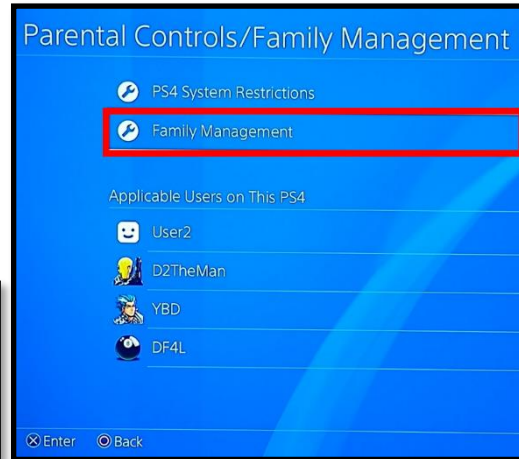 Parental Controls/Family Management
PS4 System Restrictions
Family Management
Applicable Users on This PS4
User2
D2TheMan
YBD
DF4L
Enter Back